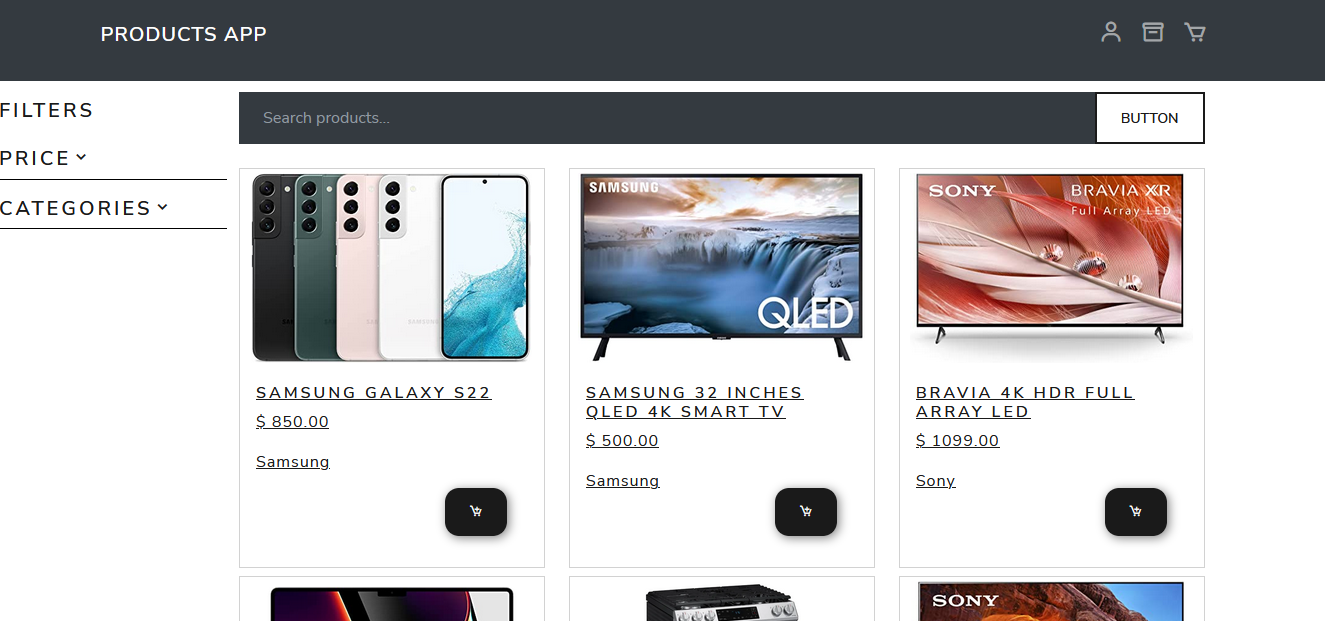 PRODUCTS APP
FILTERS
PRICE
CATEGORIES
Search products...
BUTTON
SAMSUNG GALAXY S22
$ 850.00
Samsung
SAMSUNG
QLED
SAMSUNG 32 INCHES
QLED 4K SMART TV
$ 500.00
Samsung
SONY
BRAVIA XR
Full Array LED
BRAVIA 4K HDR FULL
ARRAY LED
$ 1099.00
Sony
SONY